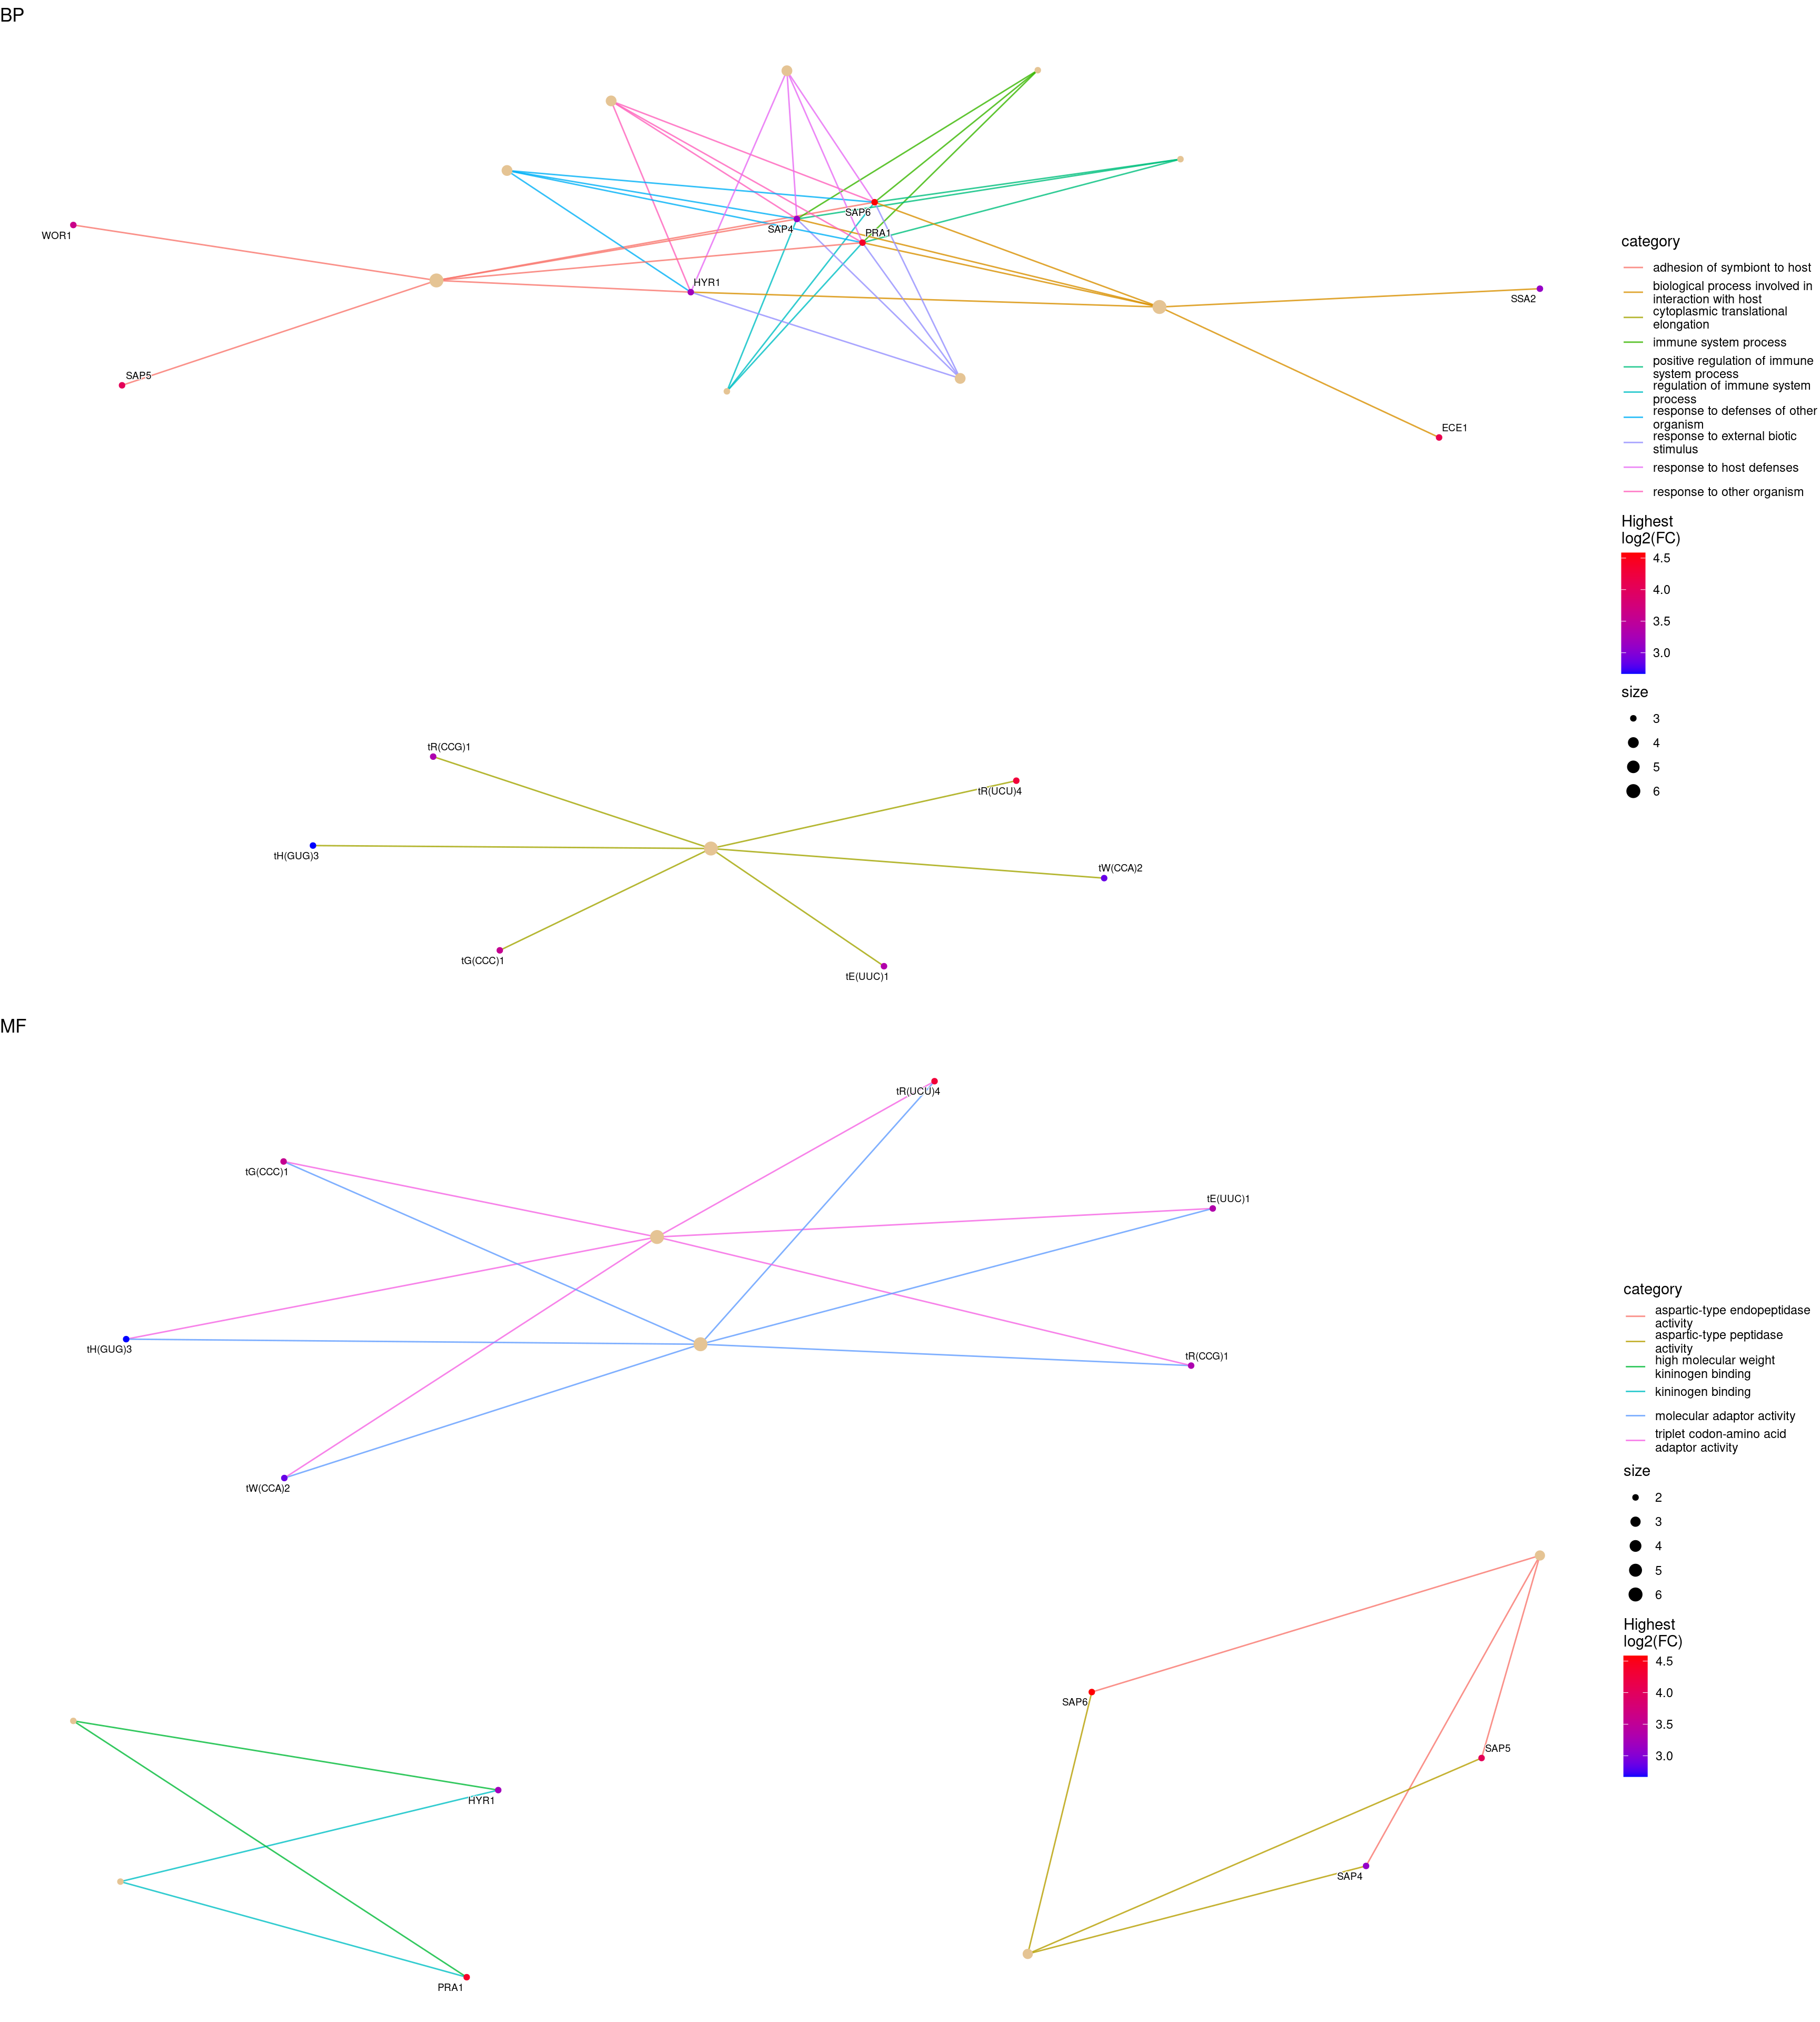 BP
WOR1
SAP5
SAP6
SAP4
PRA1
HYR1
SSA2
ECE1
category
adhesion of symbiont to host
biological process involved in
interaction with host
cytoplasmic translational
elongation
immune system process
positive regulation of immune
system process
regulation of immune system
process
response to defenses of other
organism
response to external biotic
stimulus
response to host defenses
response to other organism
Highest
log2(FC)
4.5
4.0
3.5
3.0
size
3
4
5
6
tR(CCG)1
tR(UCU)4
tH(GUG)3
tW(CCA)2
tG(CCC)1
tE(UUC)1
MF
tR(UCU)4
tG(CCC)1
tE(UUC)1
tH(GUG)3
tR(CCG)1
tW(CCA)2
category
aspartic-type endopeptidase
activity
aspartic-type peptidase
activity
high molecular weight
kininogen binding
kininogen binding
molecular adaptor activity
triplet codon-amino acid
adaptor activity
size
2
3
4
5
6
Highest
log2(FC)
4.5
4.0
3.5
3.0
SAP6
SAP5
HYR1
SAP4
PRA1